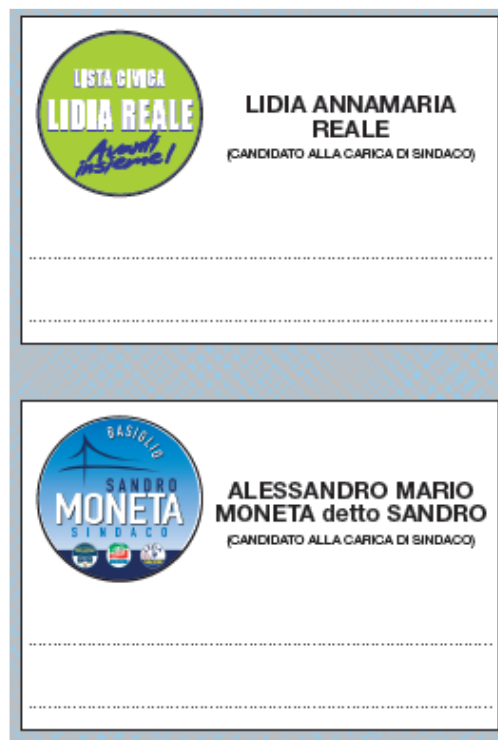 LISTA CIVICA
LIDIA REALE
Avanti
insieme!
LIDIA ANNAMARIA
REALE
(CANDIDATO ALLA CARICA DI SINDACO)
BASIGLIO
SANDRO
MONETA
SINDACO
ALESSANDRO MARIO
MONETA detto SANDRO
(CANDIDATO ALLA CARICA DI SINDACO)